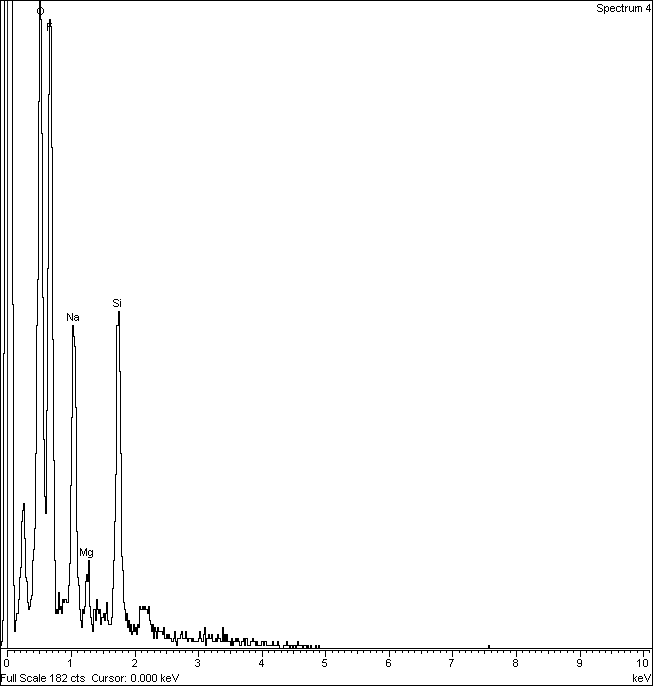 Spectrum 4
O
F
Na
Si
Mg
0 1 2 3 4 5 6 7 8 9 10
Full Scale 182 cts Cursor: 0.000 keV keV